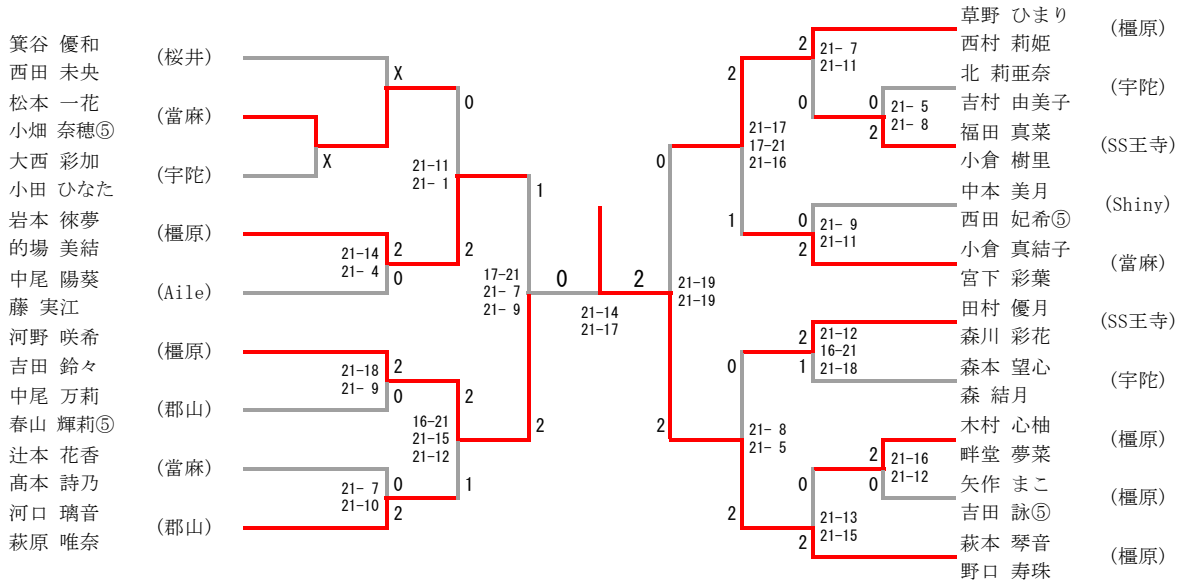 箕谷 優和
西田 未央
(桜井)
松本 一花
小畑 奈穂⑤
(當麻)
大西 彩加
小田 ひなた
(宇陀)
岩本 徠夢
的場 美結
(橿原)
中尾 陽葵
藤 実江
(Aile)
河野 咲希
吉田 鈴々
(橿原)
中尾 万莉
春山 輝莉⑤
(郡山)
辻本 花香
髙本 詩乃
(當麻)
河口 璃音
萩原 唯奈
(郡山)
X
X
0
21-11
21- 1
2
21-14
21- 4
2
0
1
17-21
21- 7
21- 9
2
21-18
21- 9
2
0
2
16-21
21-15
21-12
1
21- 7
21-10
0
2
0
2
21-14
21-17
0
21-19
21-19
2
2
21-17
17-21
21-16
1
2
21- 7
21-11
0
0
21- 5
21- 8
2
0
21- 9
21-11
2
0
21- 8
21- 5
2
2
21-12
16-21
21-18
1
0
21-13
21-15
2
2
21-16
21-12
0
草野 ひまり
西村 莉姫
(橿原)
北 莉亜奈
吉村 由美子
(宇陀)
福田 真菜
小倉 樹里
(SS王寺)
中本 美月
西田 妃希⑤
(Shiny)
小倉 真結子
宮下 彩葉
(當麻)
田村 優月
森川 彩花
(SS王寺)
森本 望心
森 結月
(宇陀)
木村 心柚
畔堂 夢菜
(橿原)
矢作 まこ
吉田 詠⑤
(橿原)
萩本 琴音
野口 寿珠
(橿原)